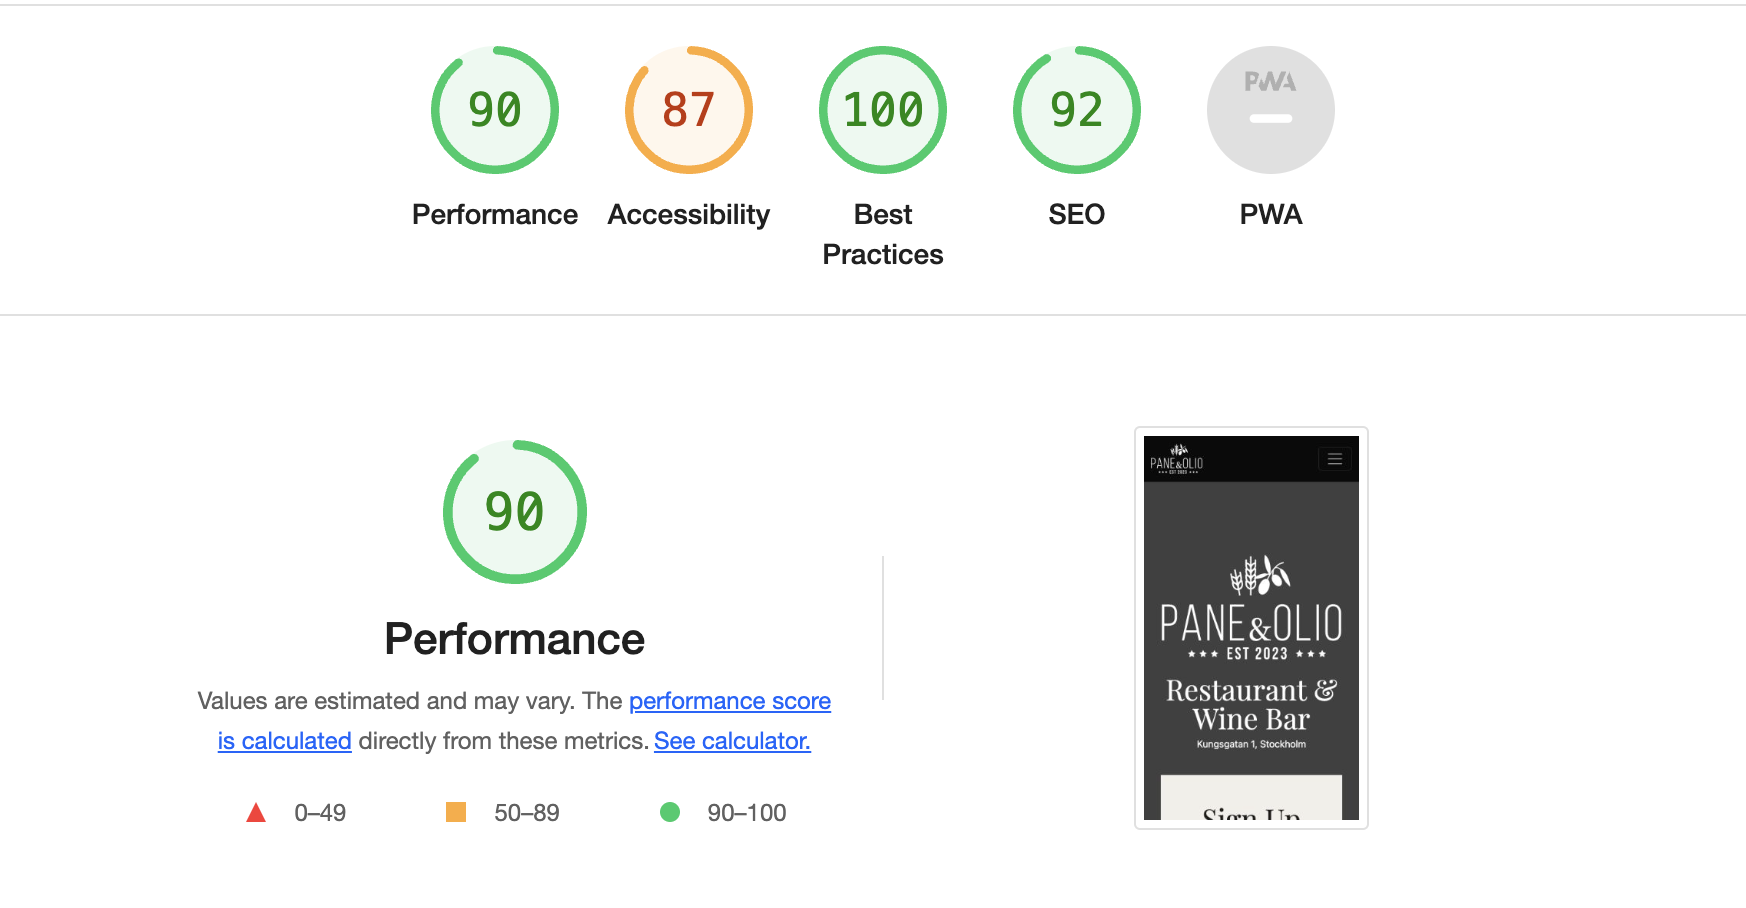 90
87
100
92
PWA
Performance
Accessibility
Best
Practices
SEO
PWA
90
Performance
Values are estimated and may vary. The performance score
is calculated directly from these metrics. See calculator.
0–49
50–89
90–100
PANE&OLIO
EST 2023
PANE&OLIO
EST 2023
Restaurant &
Wine Bar
Kungsgatan 1, Stockholm
Sign Up